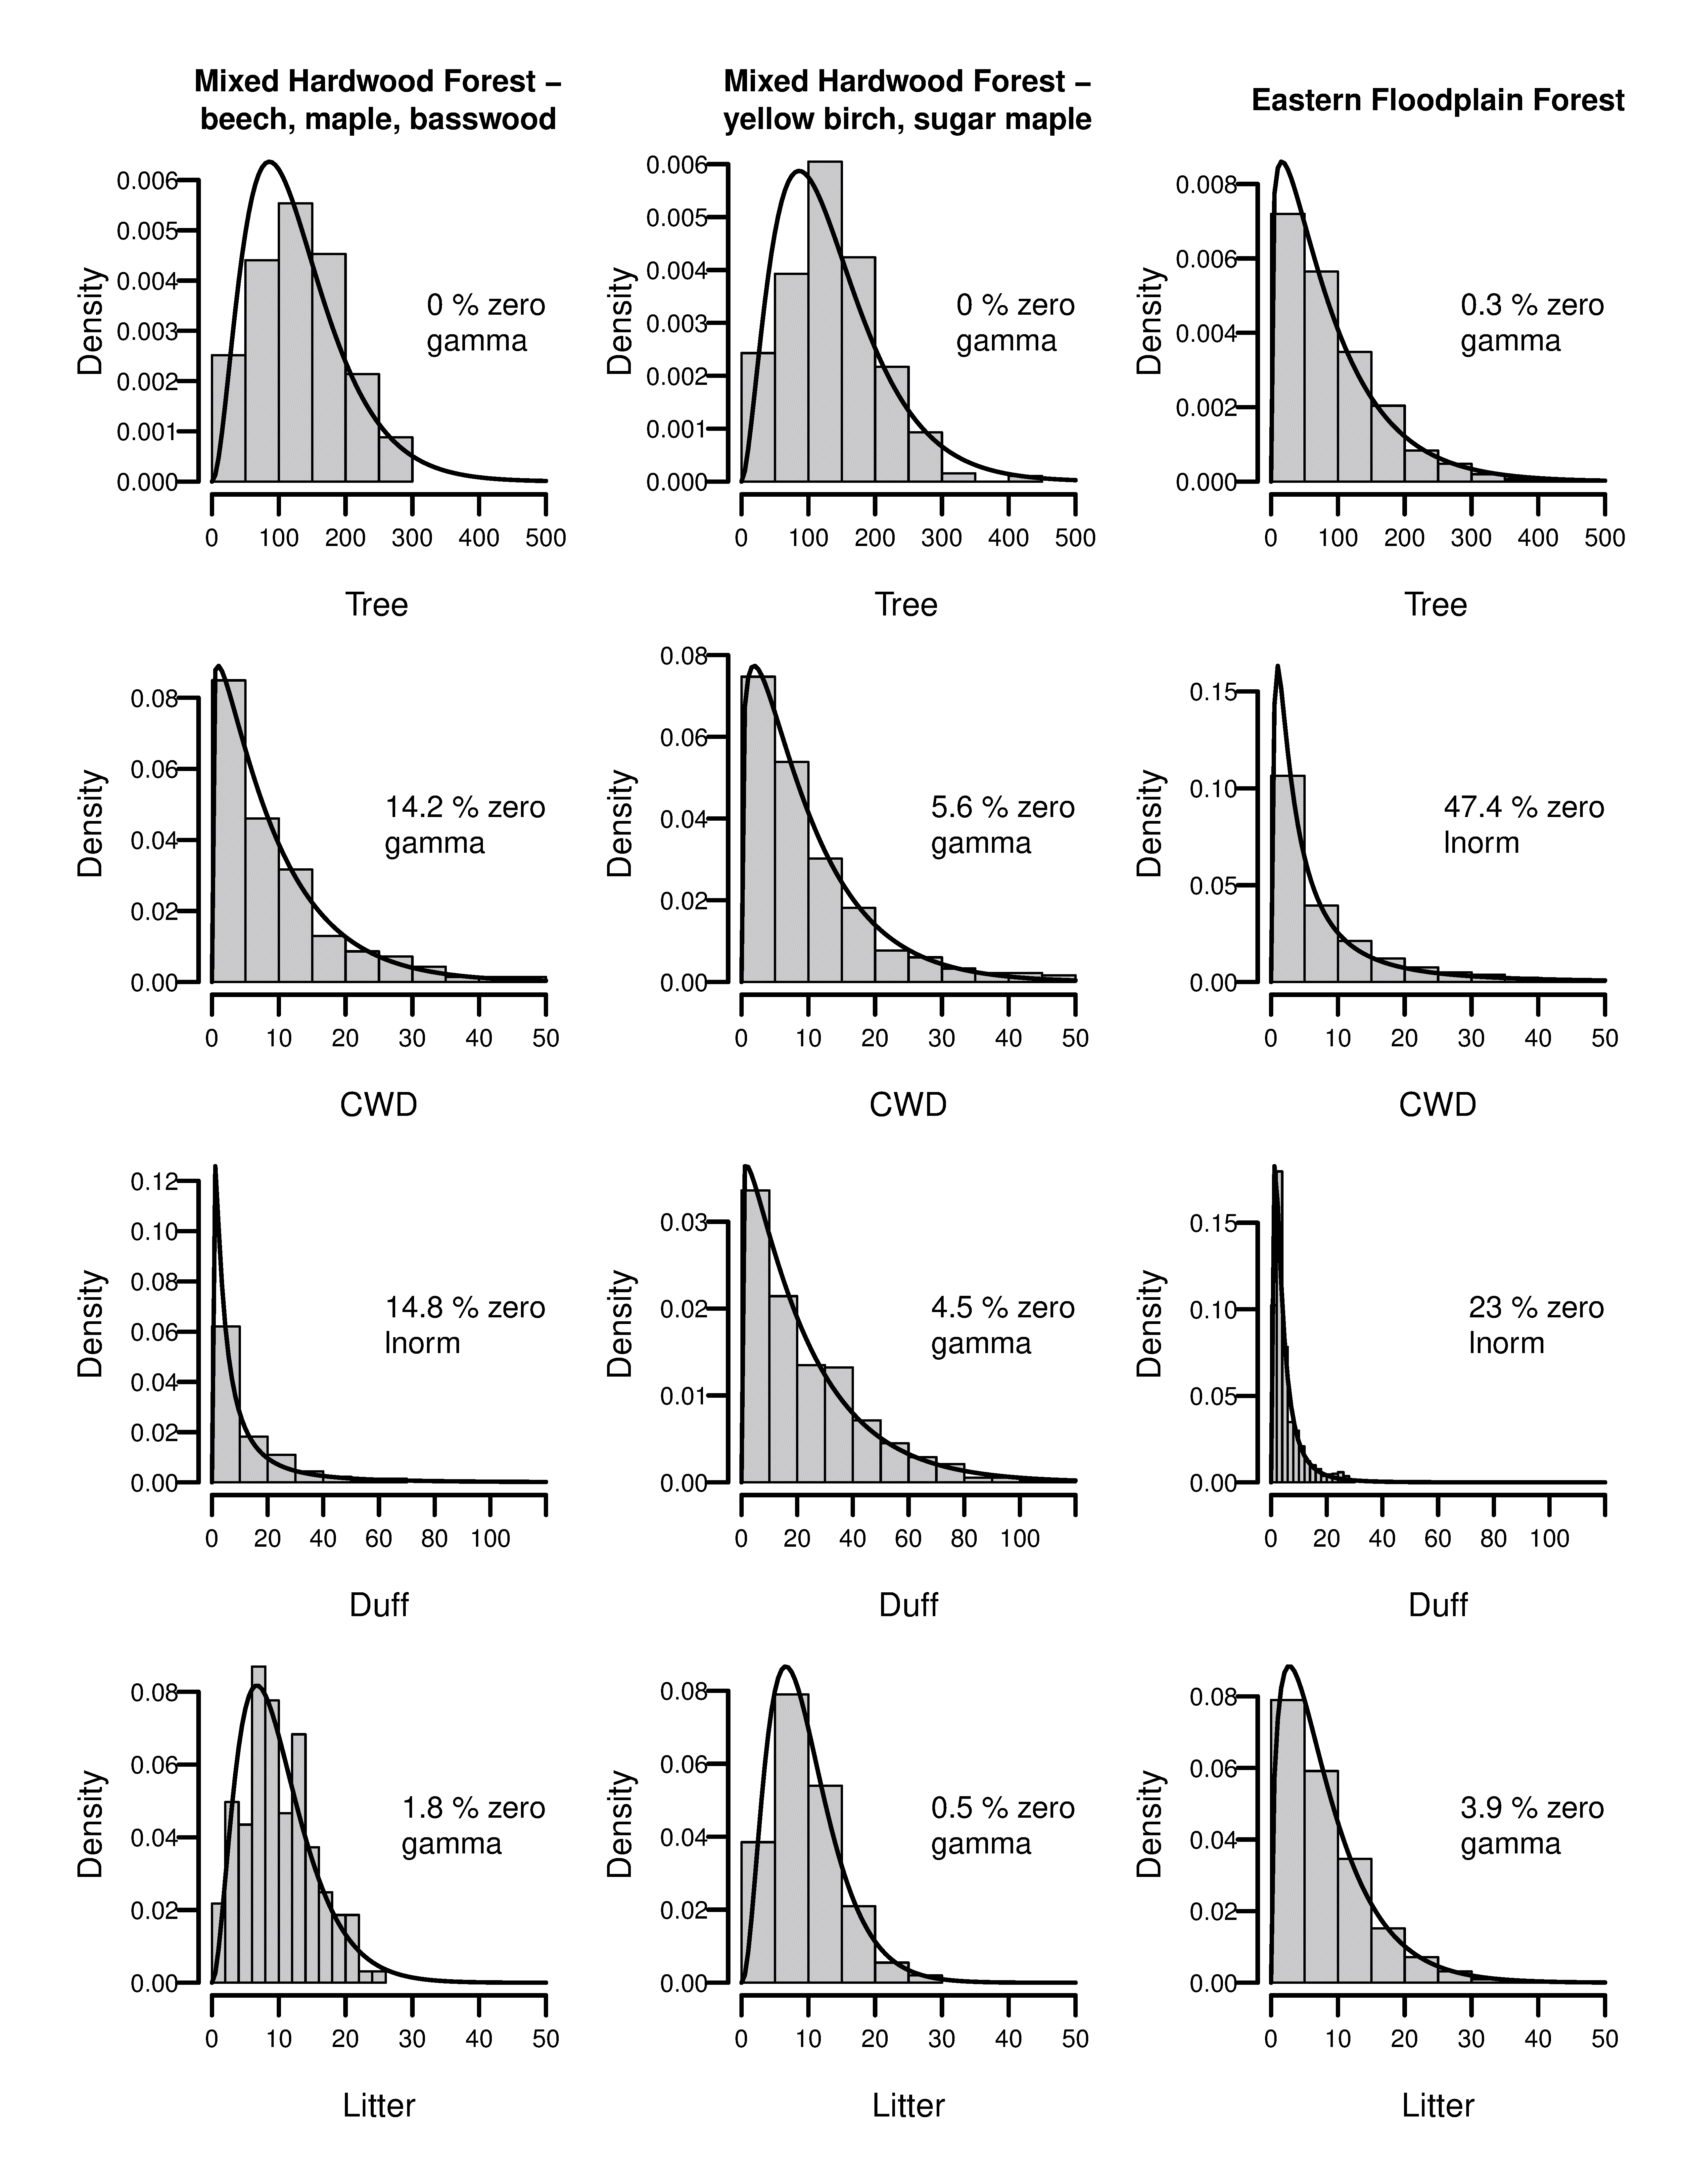 Mixed Hardwood Forest –
beech, maple, basswood
Mixed Hardwood Forest –
yellow birch, sugar maple
Eastern Floodplain Forest
Density
0.006
0.005
0.004
0.003
0.002
0.001
0.000
0 % zero
gamma
0 100 200 300 400 500
Tree
Density
0.006
0.005
0.004
0.003
0.002
0.001
0.000
0 % zero
gamma
0 100 200 300 400 500
Tree
Density
0.008
0.006
0.004
0.002
0.000
0.3 % zero
gamma
0 100 200 300 400 500
Tree
Density
0.08
0.06
0.04
0.02
0.00
14.2 % zero
gamma
0 10 20 30 40 50
CWD
Density
0.08
0.06
0.04
0.02
0.00
5.6 % zero
gamma
0 10 20 30 40 50
CWD
Density
0.15
0.10
0.05
0.00
47.4 % zero
lnorm
0 10 20 30 40 50
CWD
Density
0.12
0.10
0.08
0.06
0.04
0.02
0.00
14.8 % zero
lnorm
0 20 40 60 80 100
Duff
Density
0.03
0.02
0.01
0.00
4.5 % zero
gamma
0 20 40 60 80 100
Duff
Density
0.15
0.10
0.05
0.00
23 % zero
lnorm
0 20 40 60 80 100
Duff
Density
0.08
0.06
0.04
0.02
0.00
1.8 % zero
gamma
0 10 20 30 40 50
Litter
Density
0.08
0.06
0.04
0.02
0.00
0.5 % zero
gamma
0 10 20 30 40 50
Litter
Density
0.08
0.06
0.04
0.02
0.00
3.9 % zero
gamma
0 10 20 30 40 50
Litter